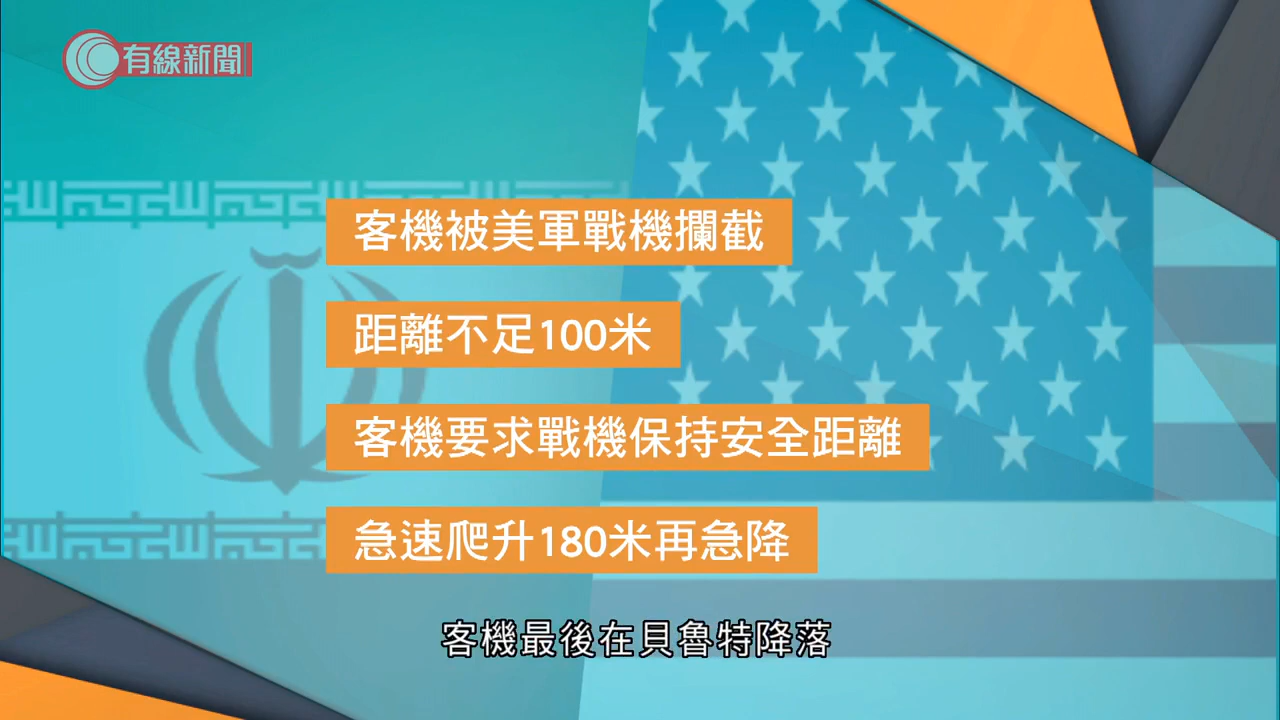 有線新聞
客機被美軍戰機攔截
距離不足100米
客機要求戰機保持安全距離
急速爬升180米再急降
客機最後在貝魯特降落